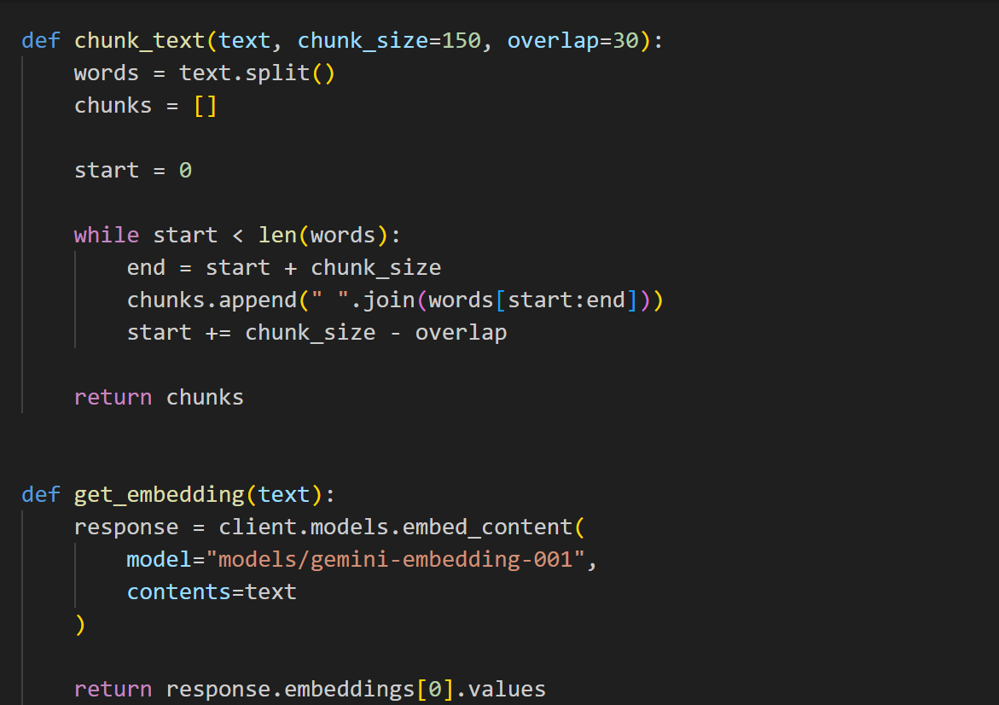 def chunk_text(text, chunk_size=150, overlap=30):
    words = text.split()
    chunks = []
    start = 0
    while start < len(words):
        end = start + chunk_size
        chunks.append(" ".join(words[start:end]))
        start += chunk_size - overlap
    return chunks
def get_embedding(text):
    response = client.models.embed_content(
        model="models/gemini-embedding-001",
        contents=text
    )
    return response.embeddings[0].values